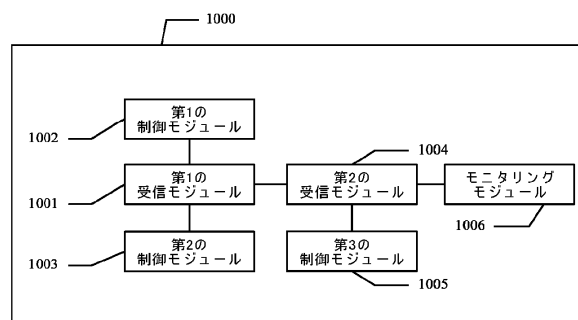 1000
第1の
制御モジュール
1002
第1の
受信モジュール
1001
第2の
制御モジュール
1003
1004
第2の
受信モジュール
第3の
制御モジュール
1005
モニタリング
モジュール
1006